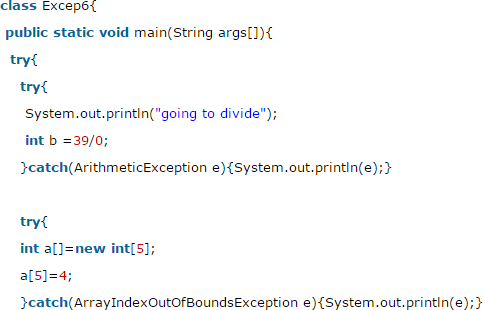 class Excep6{
public static void main(String args[]){
try{
try{
System.out.println("going to divide");
int b =39/0;
}catch(ArithmeticException e){System.out.println(e);}
try{
int a[]=new int[5];
a[5]=4;
}catch(ArrayIndexOutOfBoundsException e){System.out.println(e);}